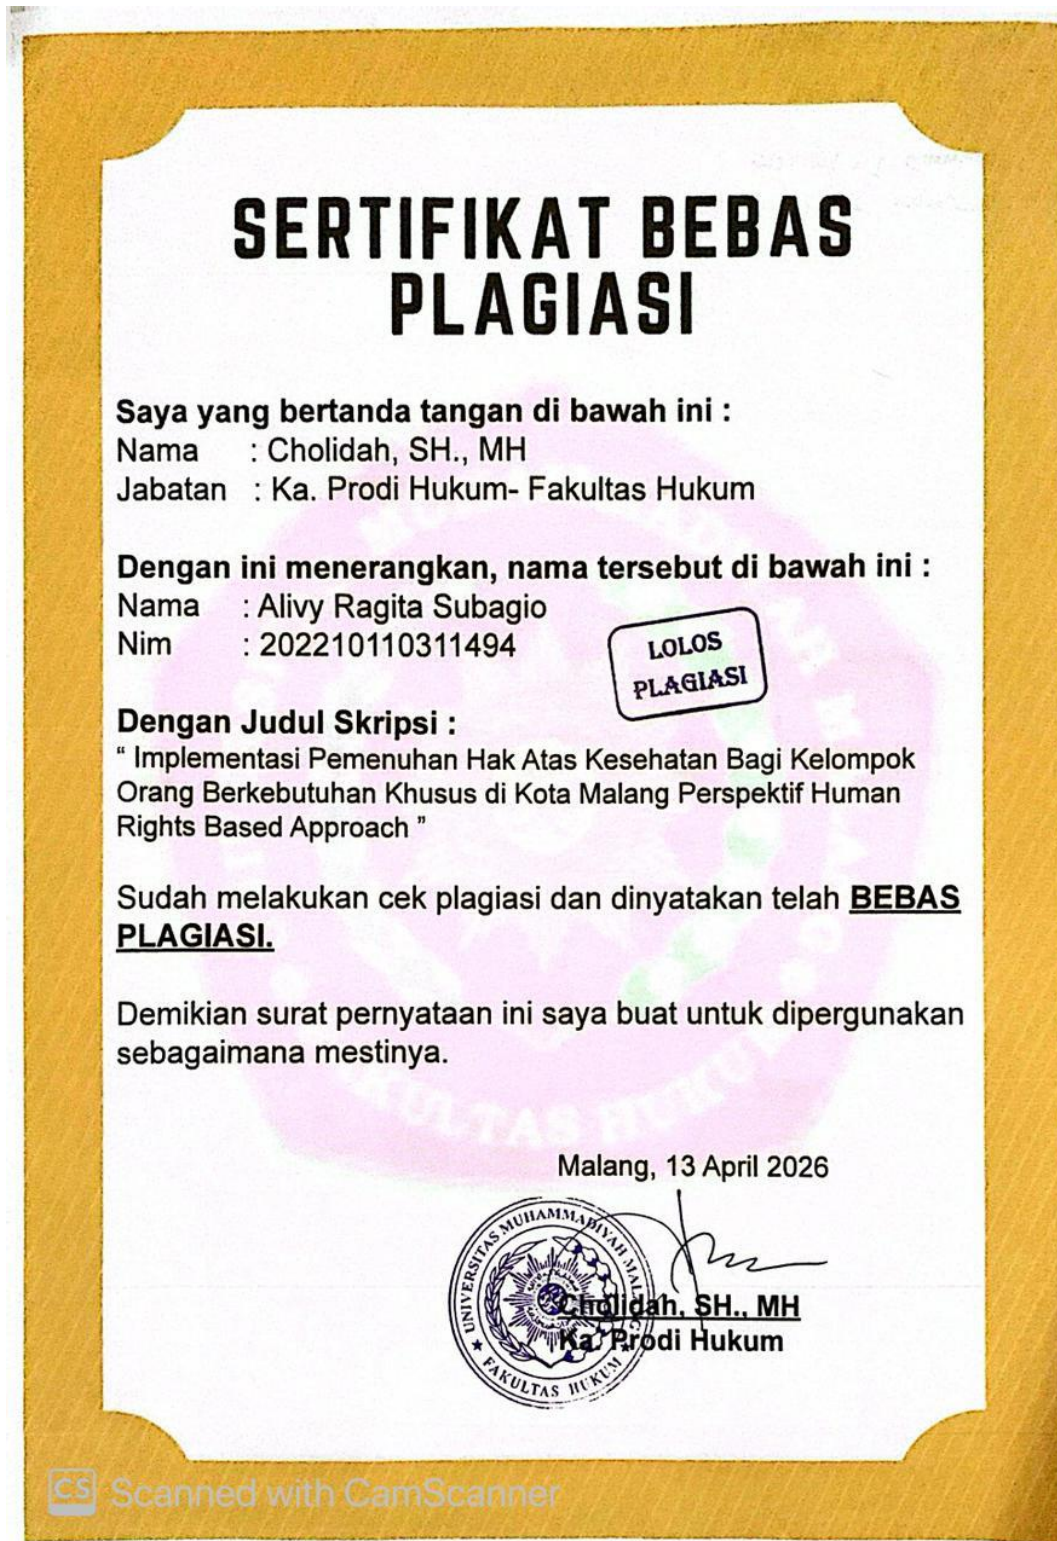 SERTIFIKAT BEBAS
PLAGIASI
Saya yang bertanda tangan di bawah ini :
Nama : Cholidah, SH., MH
Jabatan : Ka. Prodi Hukum- Fakultas Hukum
Dengan ini menerangkan, nama tersebut di bawah ini :
Nama : Alivy Ragita Subagio
Nim : 202210110311494
LOLOS
PLAGIASI
Dengan Judul Skripsi :
“ Implementasi Pemenuhan Hak Atas Kesehatan Bagi Kelompok
Orang Berkebutuhan Khusus di Kota Malang Perspektif Human
Rights Based Approach ”
Sudah melakukan cek plagiasi dan dinyatakan telah BEBAS
PLAGIASI.
Demikian surat pernyataan ini saya buat untuk dipergunakan
sebagaimana mestinya.
Malang, 13 April 2026
UNIVERSITAS MUHAMMADIYAH MALANG
FAKULTAS HUKUM
Cholidah, SH., MH
Ka. Prodi Hukum
CS Scanned with CamScanner